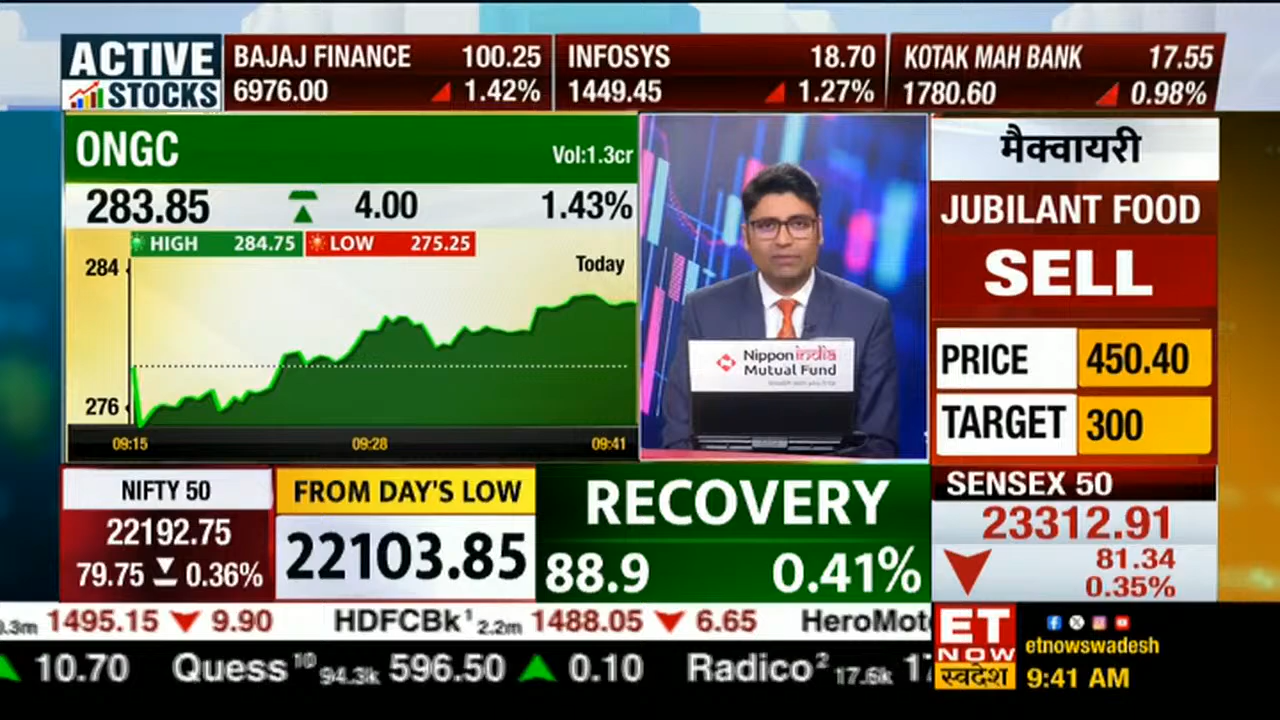 ACTIVE
STOCKS
BAJAJ FINANCE 100.25
6976.00 1.42%
INFOSYS 18.70
1449.45 1.27%
KOTAK MAH BANK 17.55
1780.60 0.98%
ONGC
Vol:1.3cr
283.85 4.00 1.43%
HIGH 284.75 LOW 275.25
284
Today
276
09:15 09:28 09:41
Nippon india
Mutual Fund
मैक्वायरी
JUBILANT FOOD
SELL
PRICE 450.40
TARGET 300
NIFTY 50
22192.75
79.75 0.36%
FROM DAY'S LOW
22103.85
RECOVERY
88.9 0.41%
SENSEX 50
23312.91
81.34
0.35%
.3m 1495.15 9.90 HDFCBk¹ 2.2m 1488.05 6.65 HeroMot
10.70 Quess¹⁰ 94.3k 596.50 0.10 Radico² 17.6k 17
ET
NOW
स्वदेश
etnowswadesh
9:41 AM